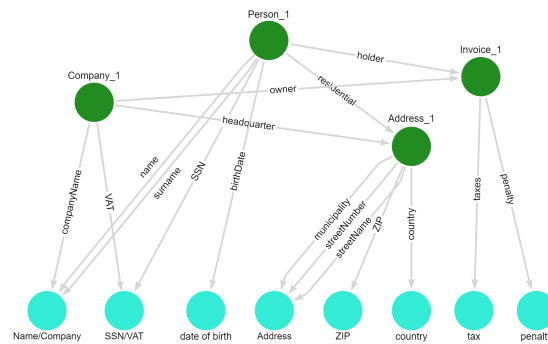 Person_1
holder
Invoice_1
residential
Company_1
owner
Address_1
headquarter
name
surname
SSN
birthDate
companyName
VAT
municipality
streetNumber
streetName
ZIP
country
taxes
penalty
Name/Company
SSN/VAT
date of birth
Address
ZIP
country
tax
penalt